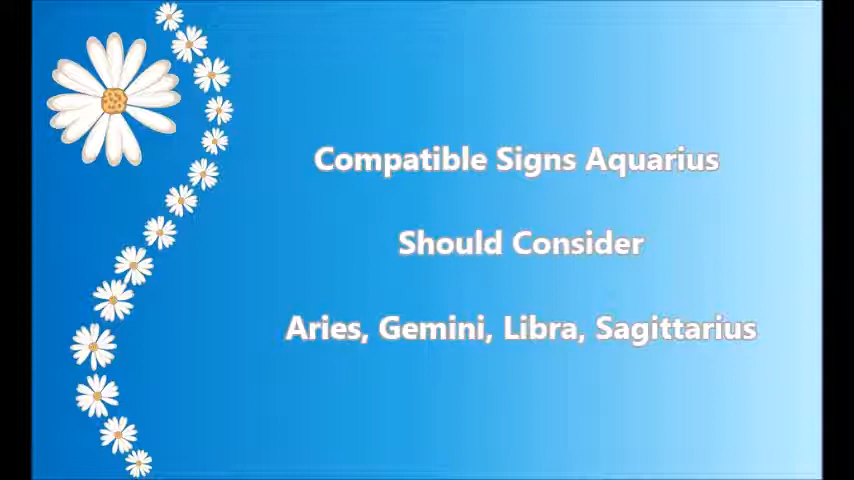 Compatible Signs Aquarius
Should Consider
Aries, Gemini, Libra, Sagittarius